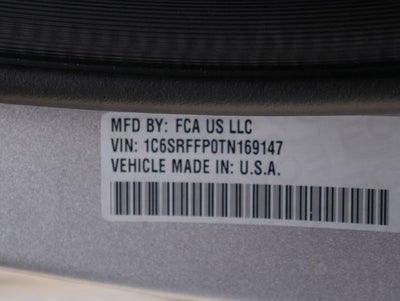 MFD BY: FCA US LLC
VIN: 1C6SRFFP0TN169147
VEHICLE MADE IN: U.S.A.